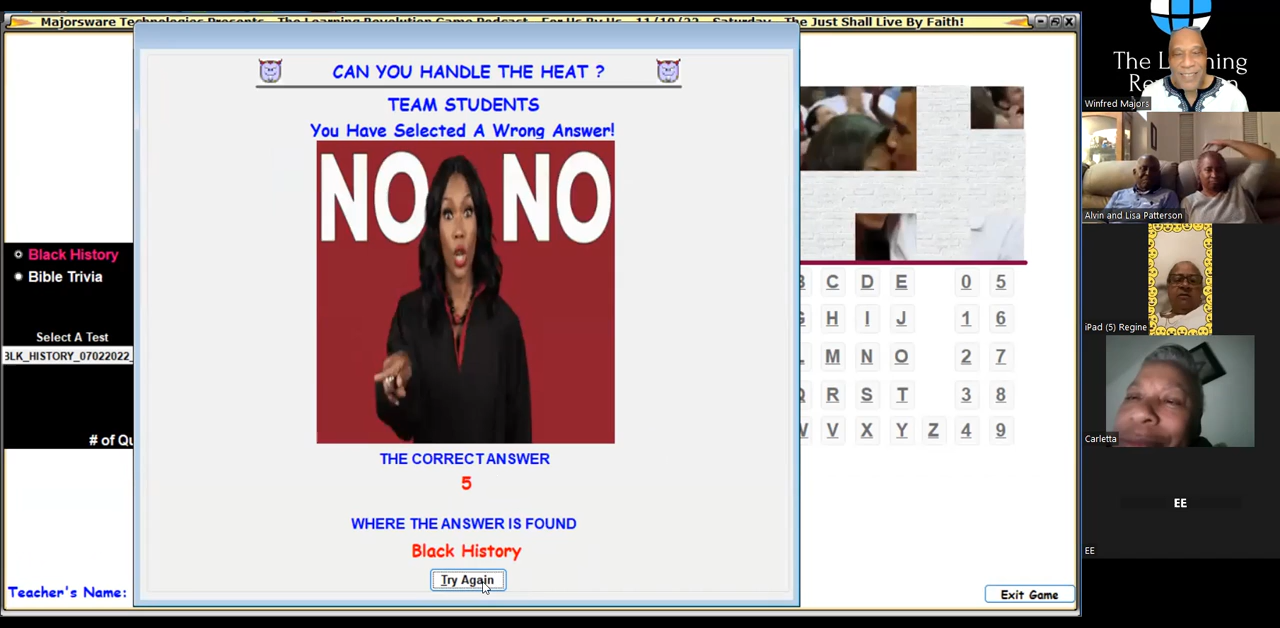 Majorsware Technologies Presents - The Learning Revolution Game Podcast - For Us By Us - 11/19/22 - Saturday - The Just Shall Live By Faith!
CAN YOU HANDLE THE HEAT ?
TEAM STUDENTS
You Have Selected A Wrong Answer!
NO NO
THE CORRECT ANSWER
5
WHERE THE ANSWER IS FOUND
Black History
Try Again
Black History
Bible Trivia
Select A Test
BLK_HISTORY_07022022_
# of Qu
Teacher's Name:
B C D E 0 5
G H I J 1 6
L M N O 2 7
Q R S T 3 8
W V X Y Z 4 9
Exit Game
The L rning
Re
Winfred Majors
Alvin and Lisa Patterson
iPad (5) Regine
Carletta
EE
EE